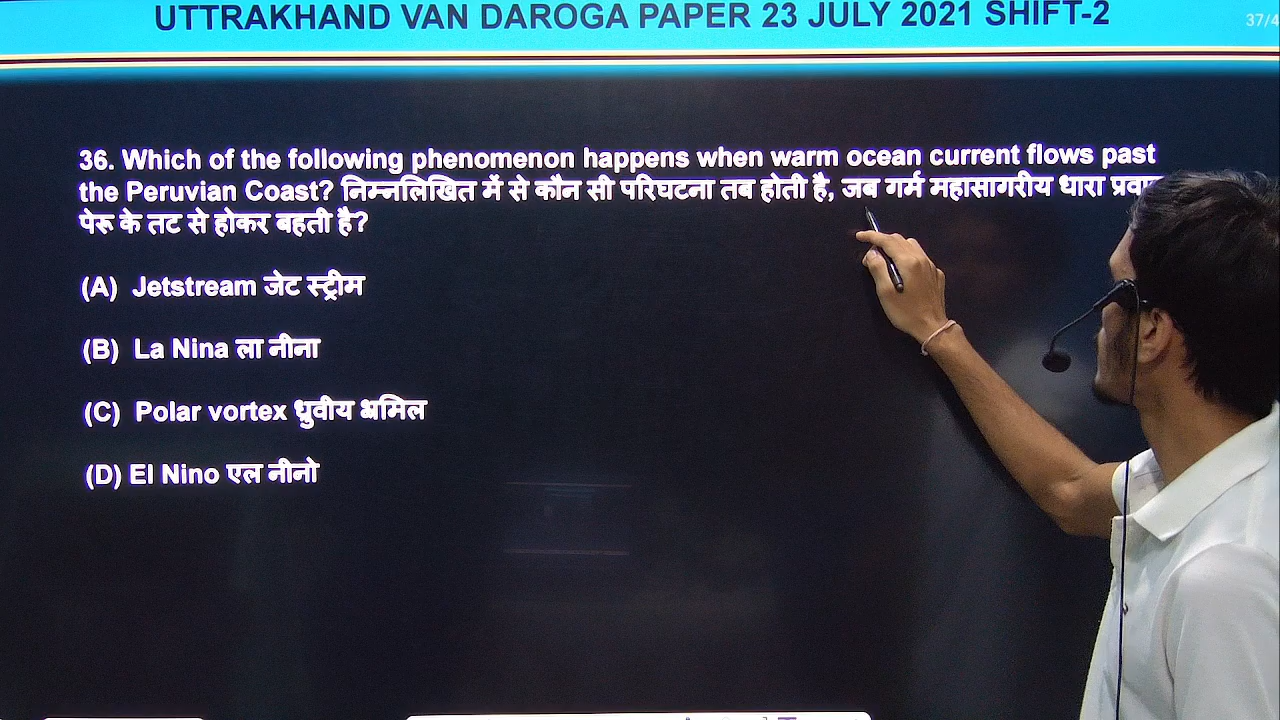 UTTRAKHAND VAN DAROGA PAPER 23 JULY 2021 SHIFT-2
37/4
36. Which of the following phenomenon happens when warm ocean current flows past
the Peruvian Coast? निम्नलिखित में से कौन सी परिघटना तब होती है, जब गर्म महासागरीय धारा
पेरू के तट से होकर बहती है?
(A) Jetstream जेट स्ट्रीम
(B) La Nina ला नीना
(C) Polar vortex ध्रुवीय भ्रमिल
(D) El Nino एल नीनो